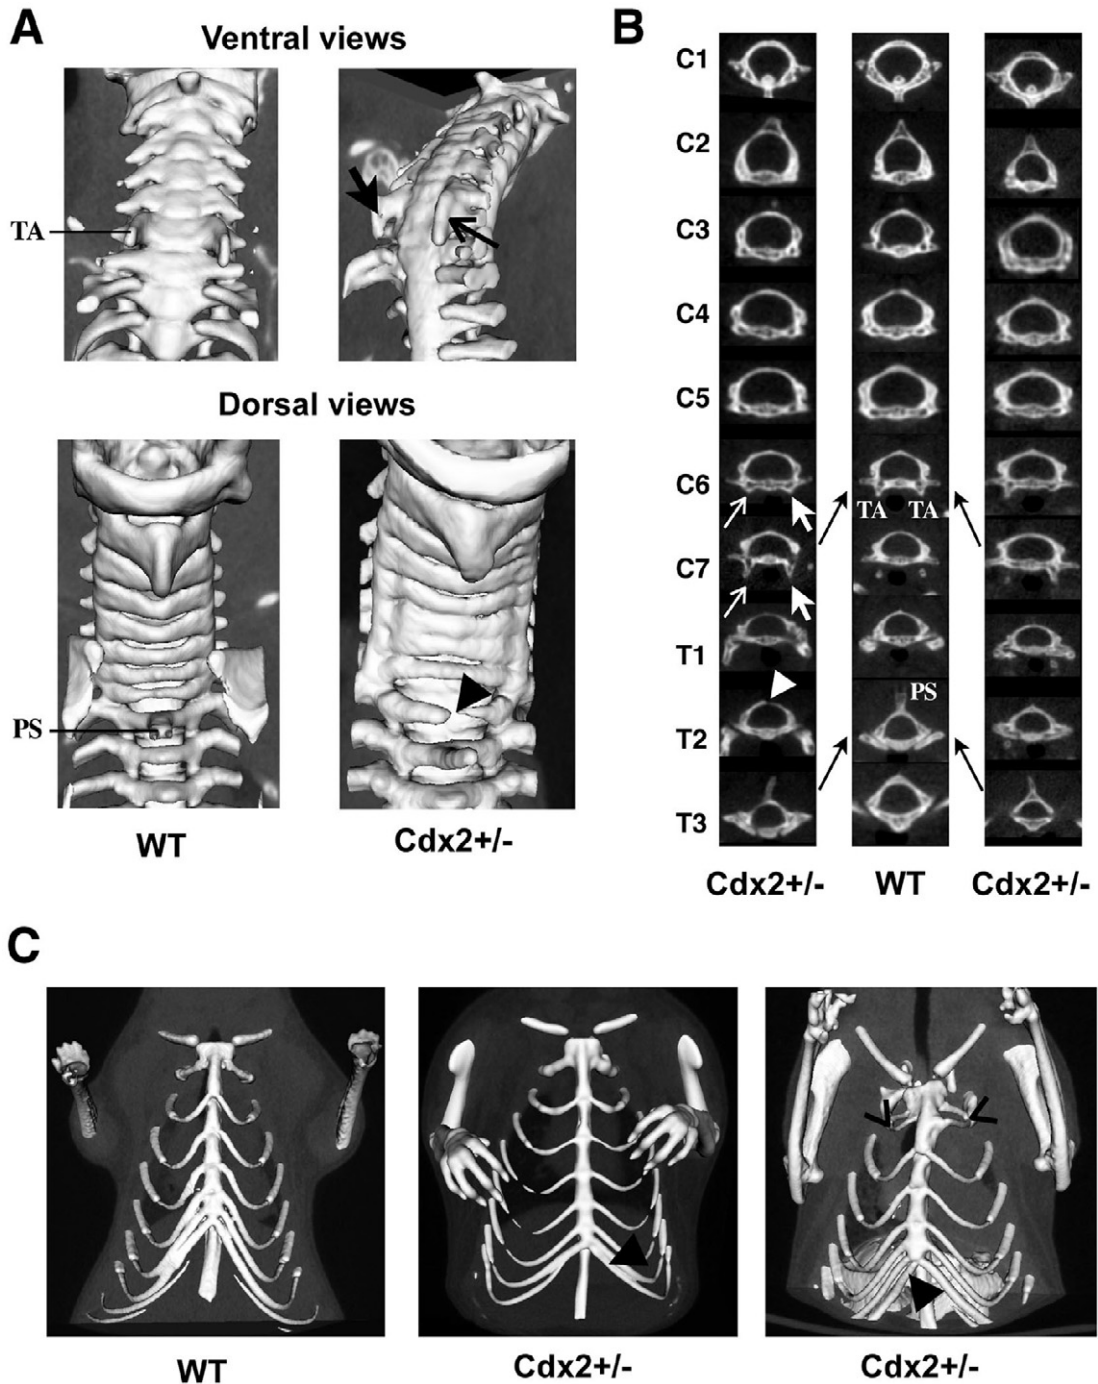 A
Ventral views
TA
Dorsal views
PS
WT
Cdx2+/-
B
C1
C2
C3
C4
C5
C6
TA TA
C7
T1
PS
T2
T3
Cdx2+/-
WT
Cdx2+/-
C
WT
Cdx2+/-
Cdx2+/-